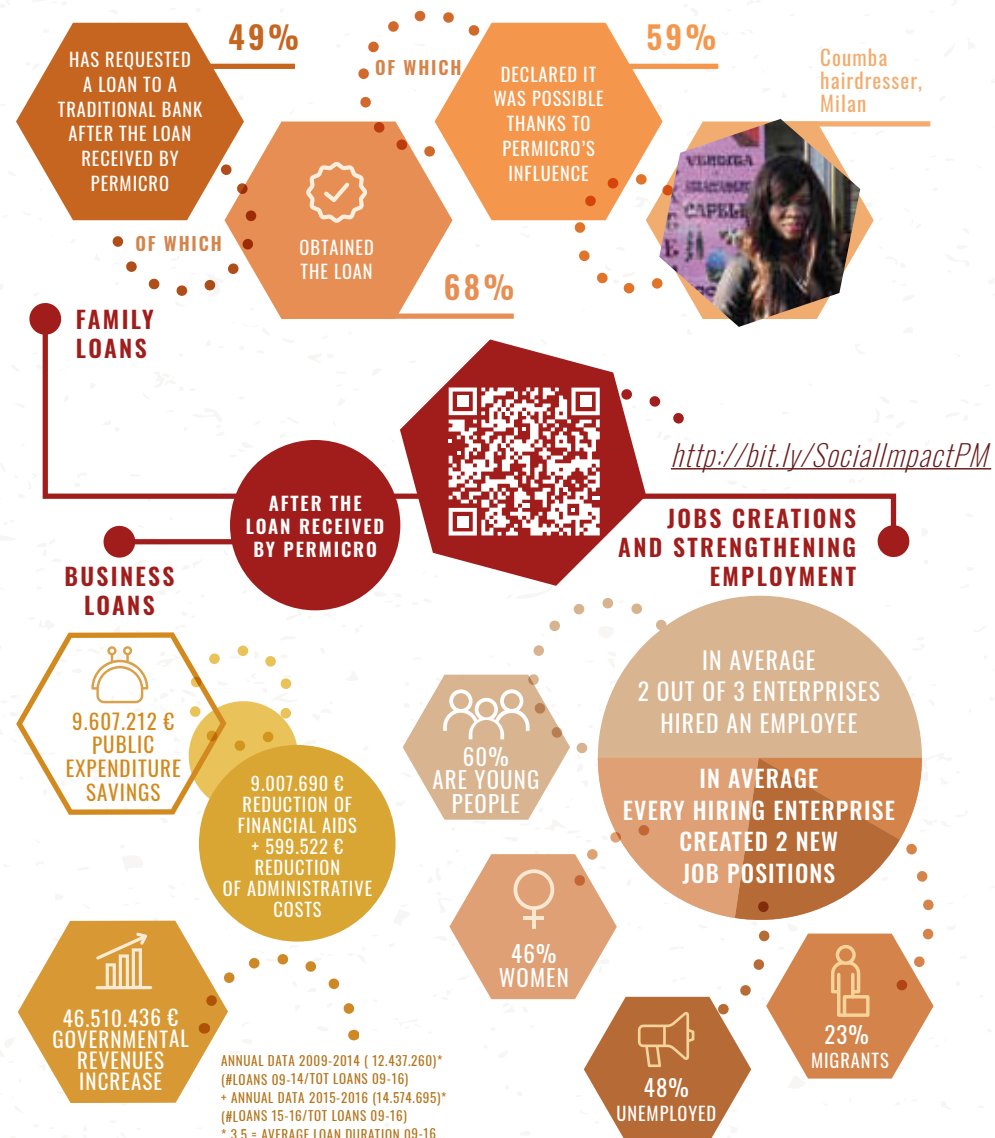 49%
HAS REQUESTED
A LOAN TO A
TRADITIONAL BANK
AFTER THE LOAN
RECEIVED BY
PERMICRO
OF WHICH
OBTAINED
THE LOAN
68%
OF WHICH
59%
DECLARED IT
WAS POSSIBLE
THANKS TO
PERMICRO'S
INFLUENCE
Coumba
hairdresser,
Milan
FAMILY
LOANS
http://bit.ly/SocialImpactPM
AFTER THE
LOAN RECEIVED
BY PERMICRO
BUSINESS
LOANS
JOBS CREATIONS
AND STRENGTHENING
EMPLOYMENT
9.607.212 €
PUBLIC
EXPENDITURE
SAVINGS
9.007.690 €
REDUCTION OF
FINANCIAL AIDS
+ 599.522 €
REDUCTION
OF ADMINISTRATIVE
COSTS
46.510.436 €
GOVERNMENTAL
REVENUES
INCREASE
ANNUAL DATA 2009-2014 ( 12.437.260)*
(#LOANS 09-14/TOT LOANS 09-16)
+ ANNUAL DATA 2015-2016 (14.574.695)*
(#LOANS 15-16/TOT LOANS 09-16)
* 3,5 = AVERAGE LOAN DURATION 09-16
IN AVERAGE
2 OUT OF 3 ENTERPRISES
HIRED AN EMPLOYEE
IN AVERAGE
EVERY HIRING ENTERPRISE
CREATED 2 NEW
JOB POSITIONS
60%
ARE YOUNG
PEOPLE
46%
WOMEN
48%
UNEMPLOYED
23%
MIGRANTS